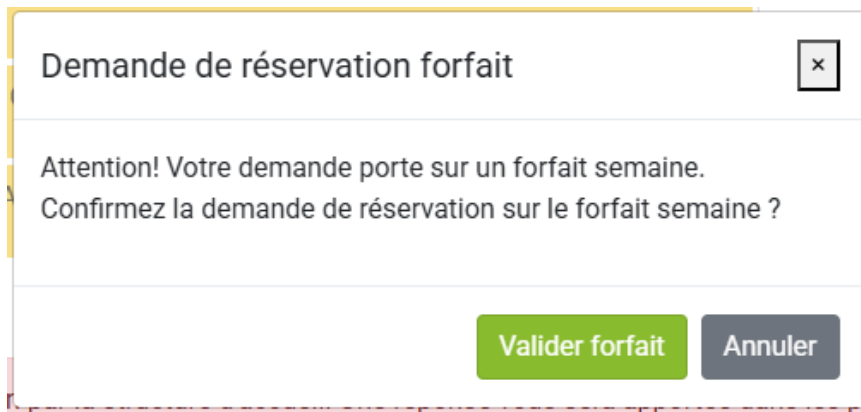 Demande de réservation forfait
×
Attention! Votre demande porte sur un forfait semaine.
Confirmez la demande de réservation sur le forfait semaine ?
Valider forfait
Annuler